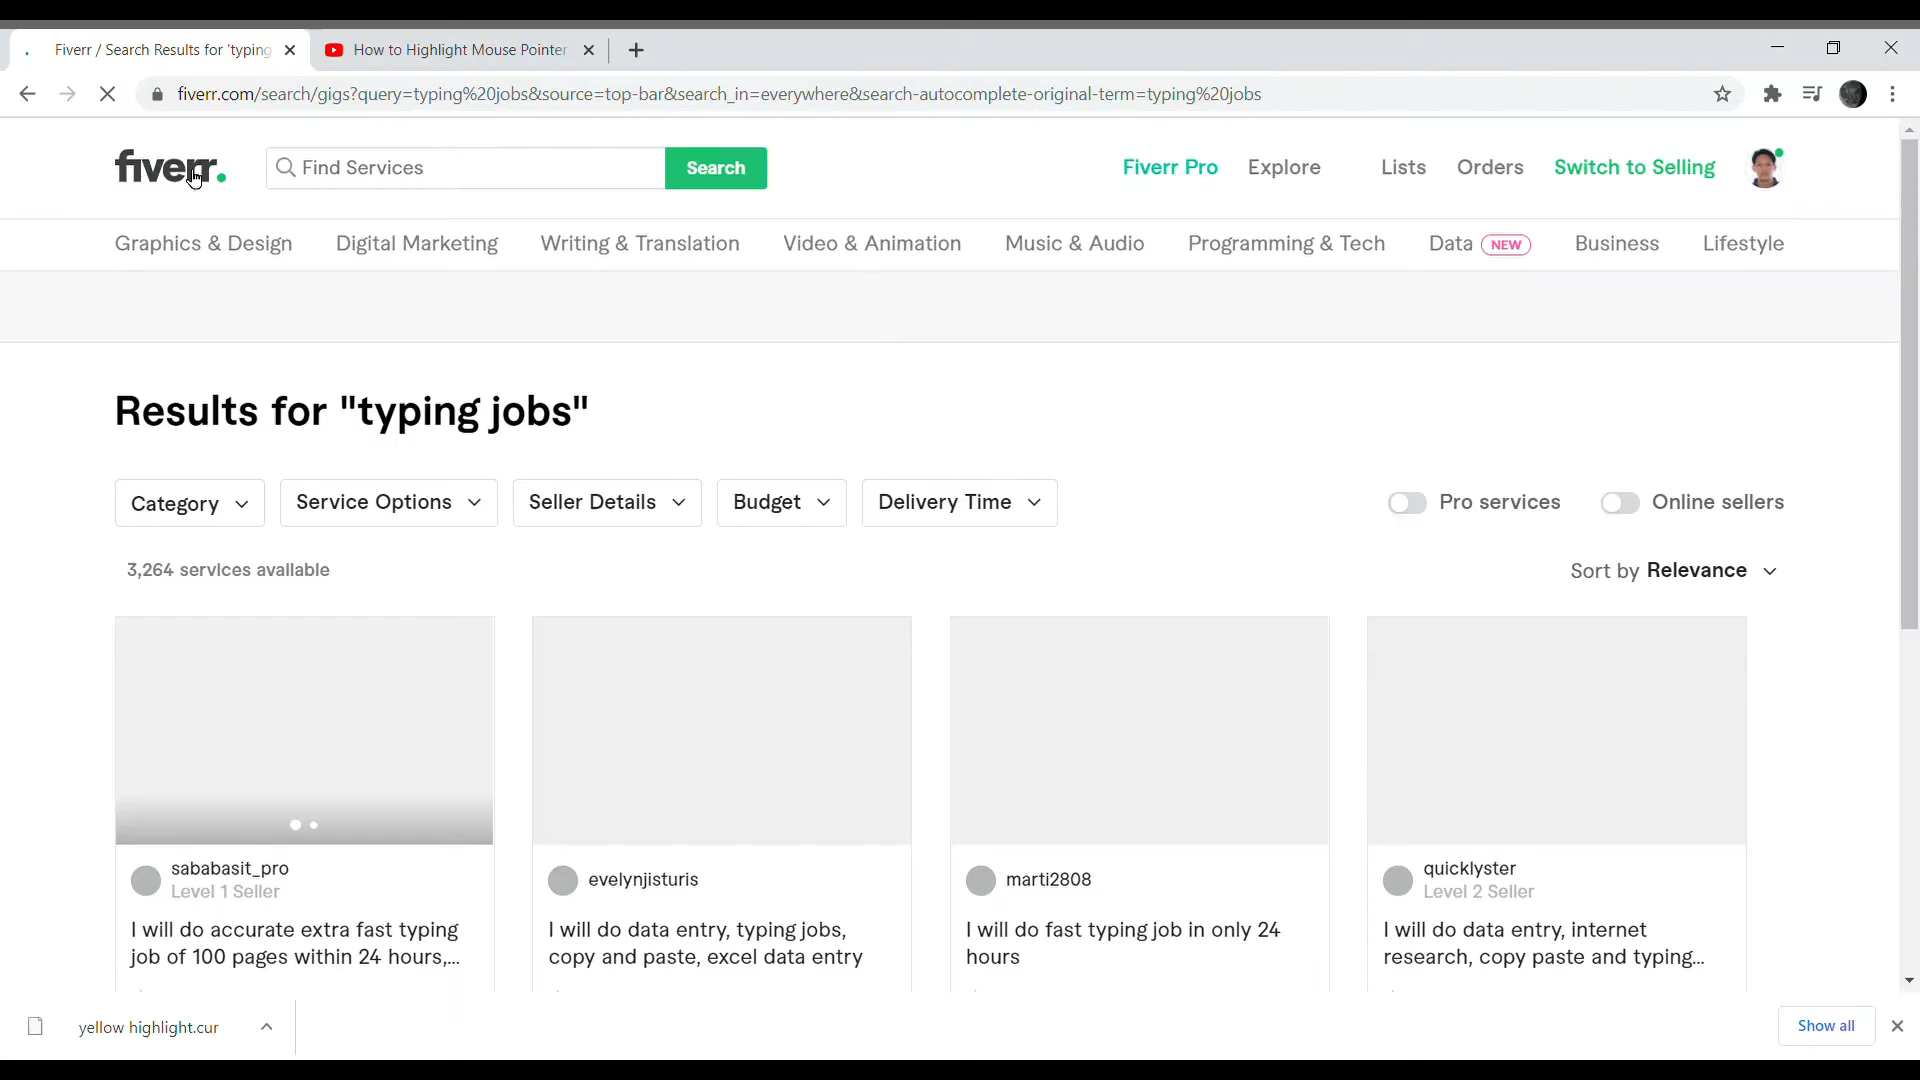 Fiverr / Search Results for 'typing
How to Highlight Mouse Pointer
fiverr.com/search/gigs?query=typing%20jobs&source=top-bar&search_in=everywhere&search-autocomplete-original-term=typing%20jobs
fiverr.
Find Services
Search
Fiverr Pro
Explore
Lists
Orders
Switch to Selling
Graphics & Design
Digital Marketing
Writing & Translation
Video & Animation
Music & Audio
Programming & Tech
Data NEW
Business
Lifestyle
Results for "typing jobs"
Category
Service Options
Seller Details
Budget
Delivery Time
Pro services
Online sellers
3,264 services available
Sort by Relevance
sababasit_pro
Level 1 Seller
I will do accurate extra fast typing
job of 100 pages within 24 hours,...
evelynjisturis
I will do data entry, typing jobs,
copy and paste, excel data entry
marti2808
I will do fast typing job in only 24
hours
quicklyster
Level 2 Seller
I will do data entry, internet
research, copy paste and typing...
yellow highlight.cur
Show all